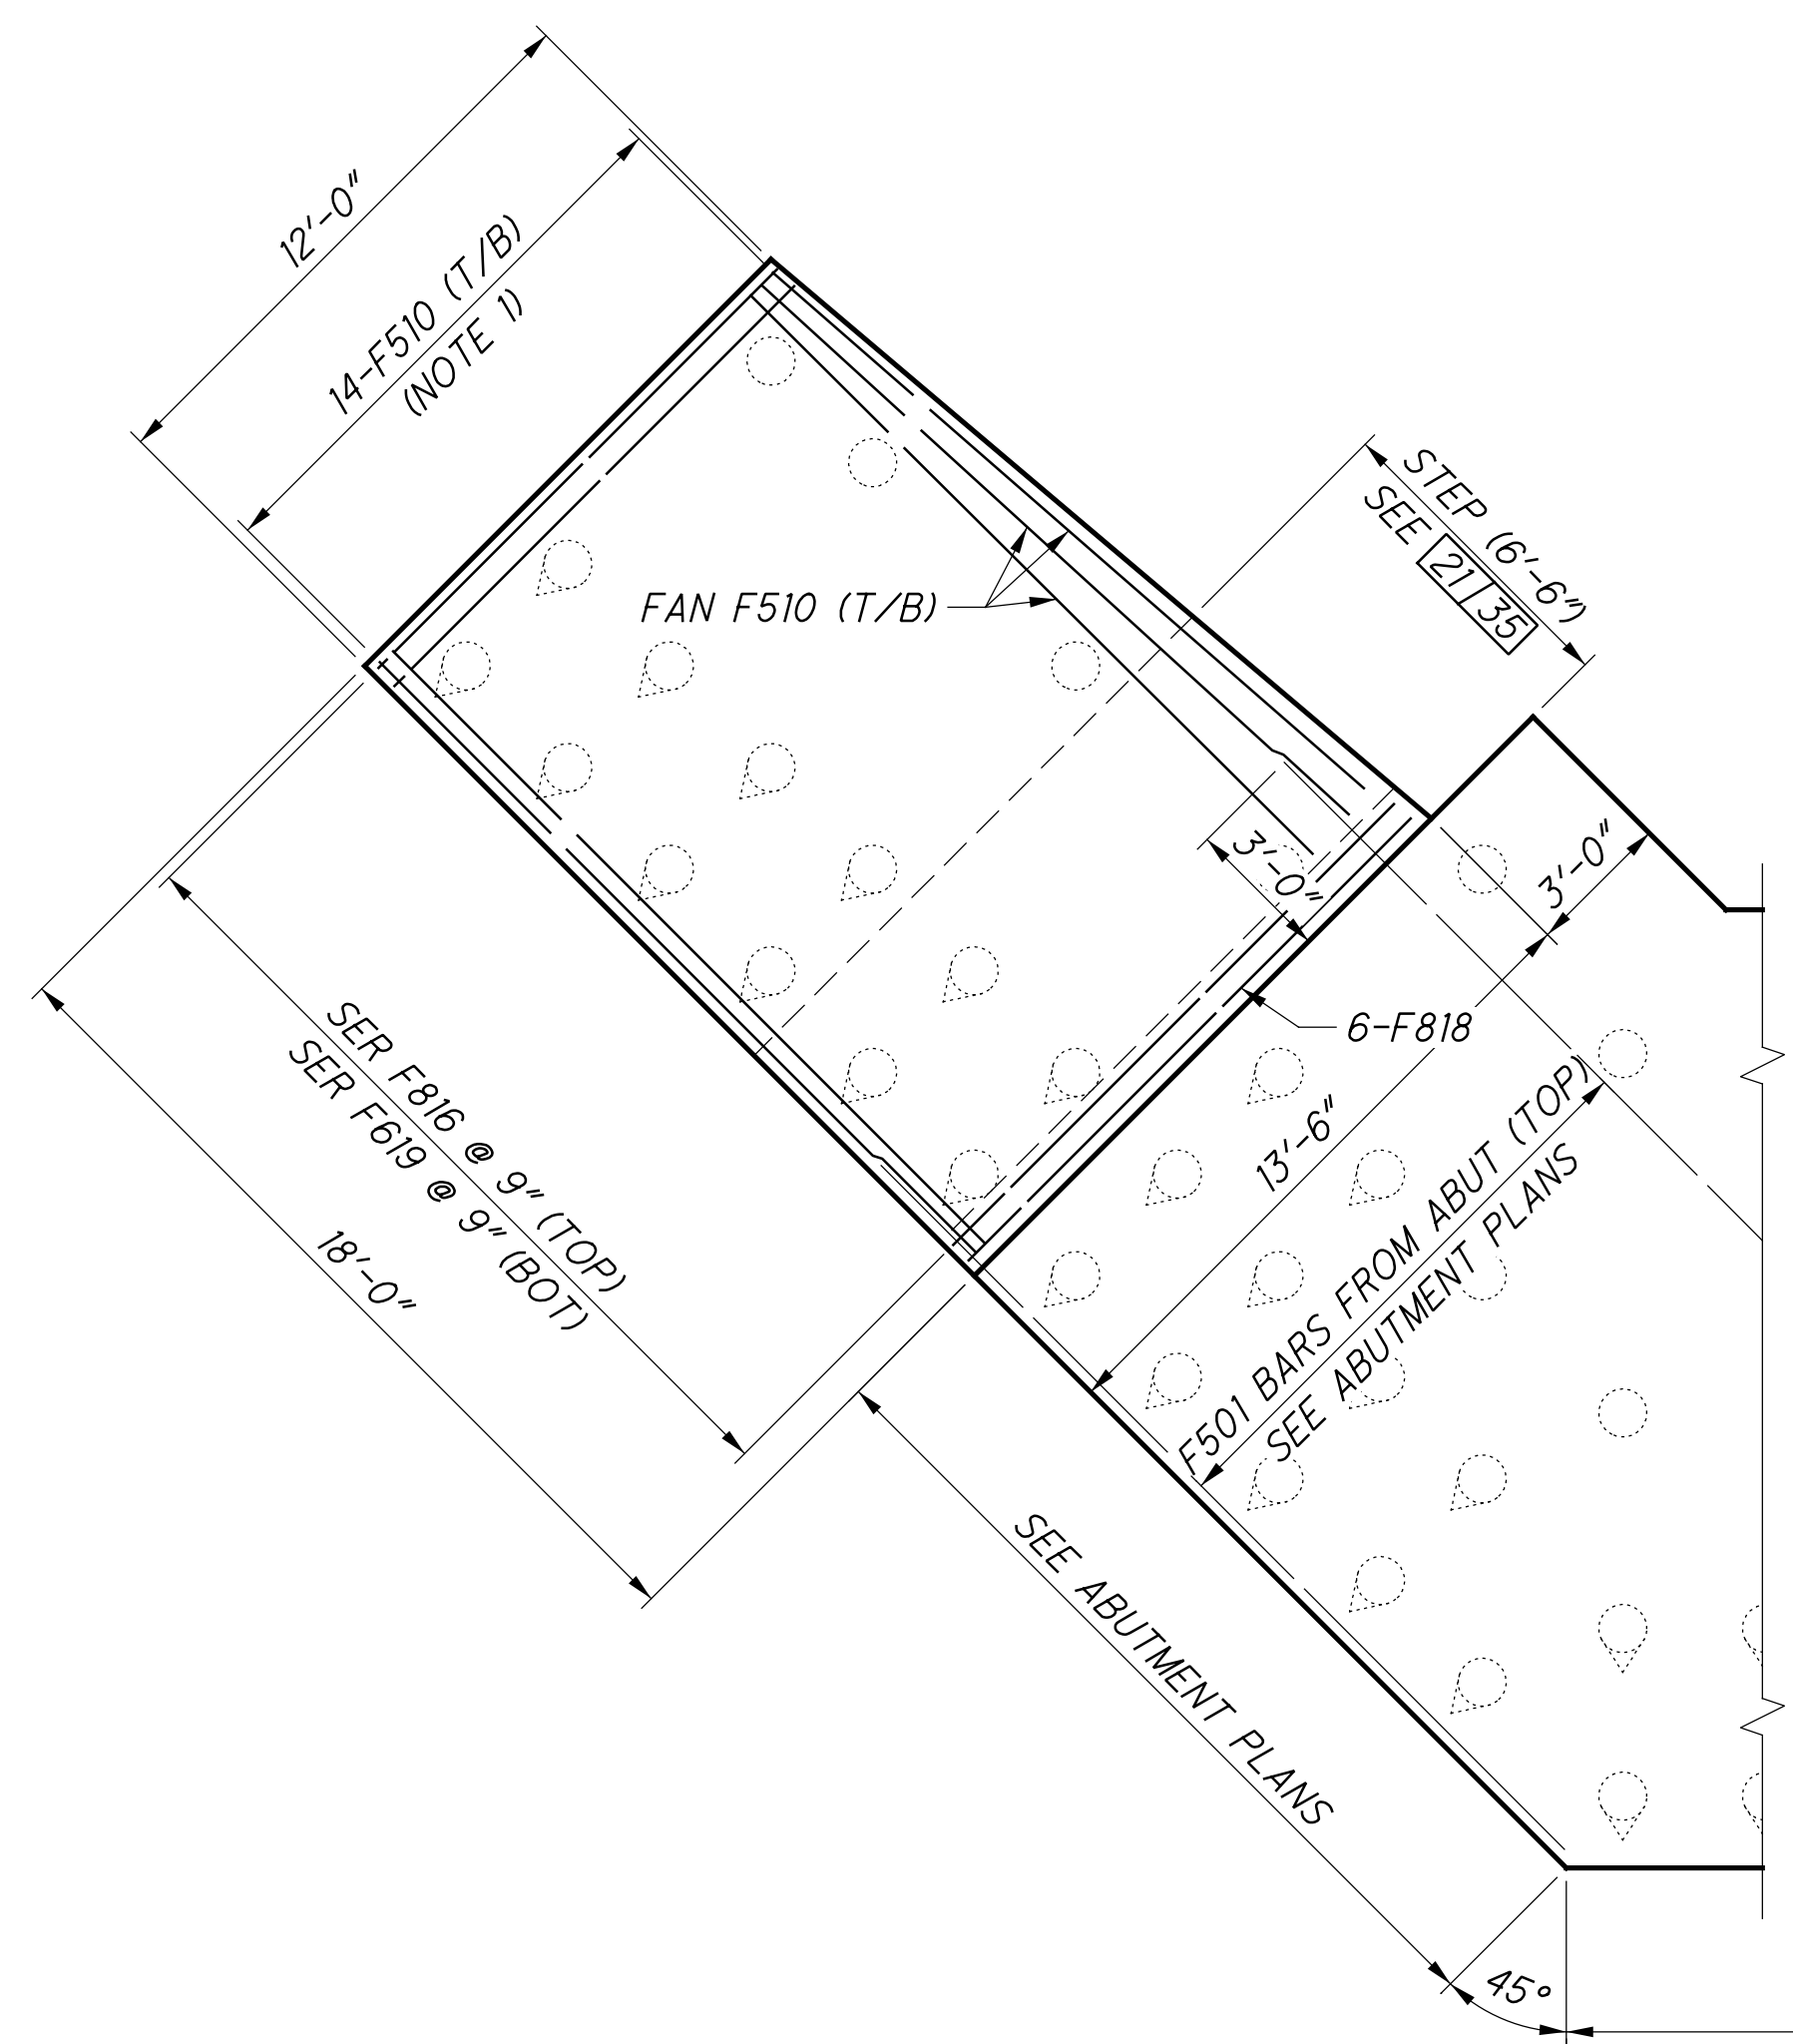 12'-0"
14-F510 (T/B)
(NOTE 1)
STEP (6'-6")
SEE 21/35
FAN F510 (T/B)
3'-0"
3'-0"
6-F818
13'-6"
SER F816 @ 9" (TOP)
SER F619 @ 9" (BOT)
18'-0"
F501 BARS FROM ABUT (TOP)
SEE ABUTMENT PLANS
SEE ABUTMENT PLANS
45°